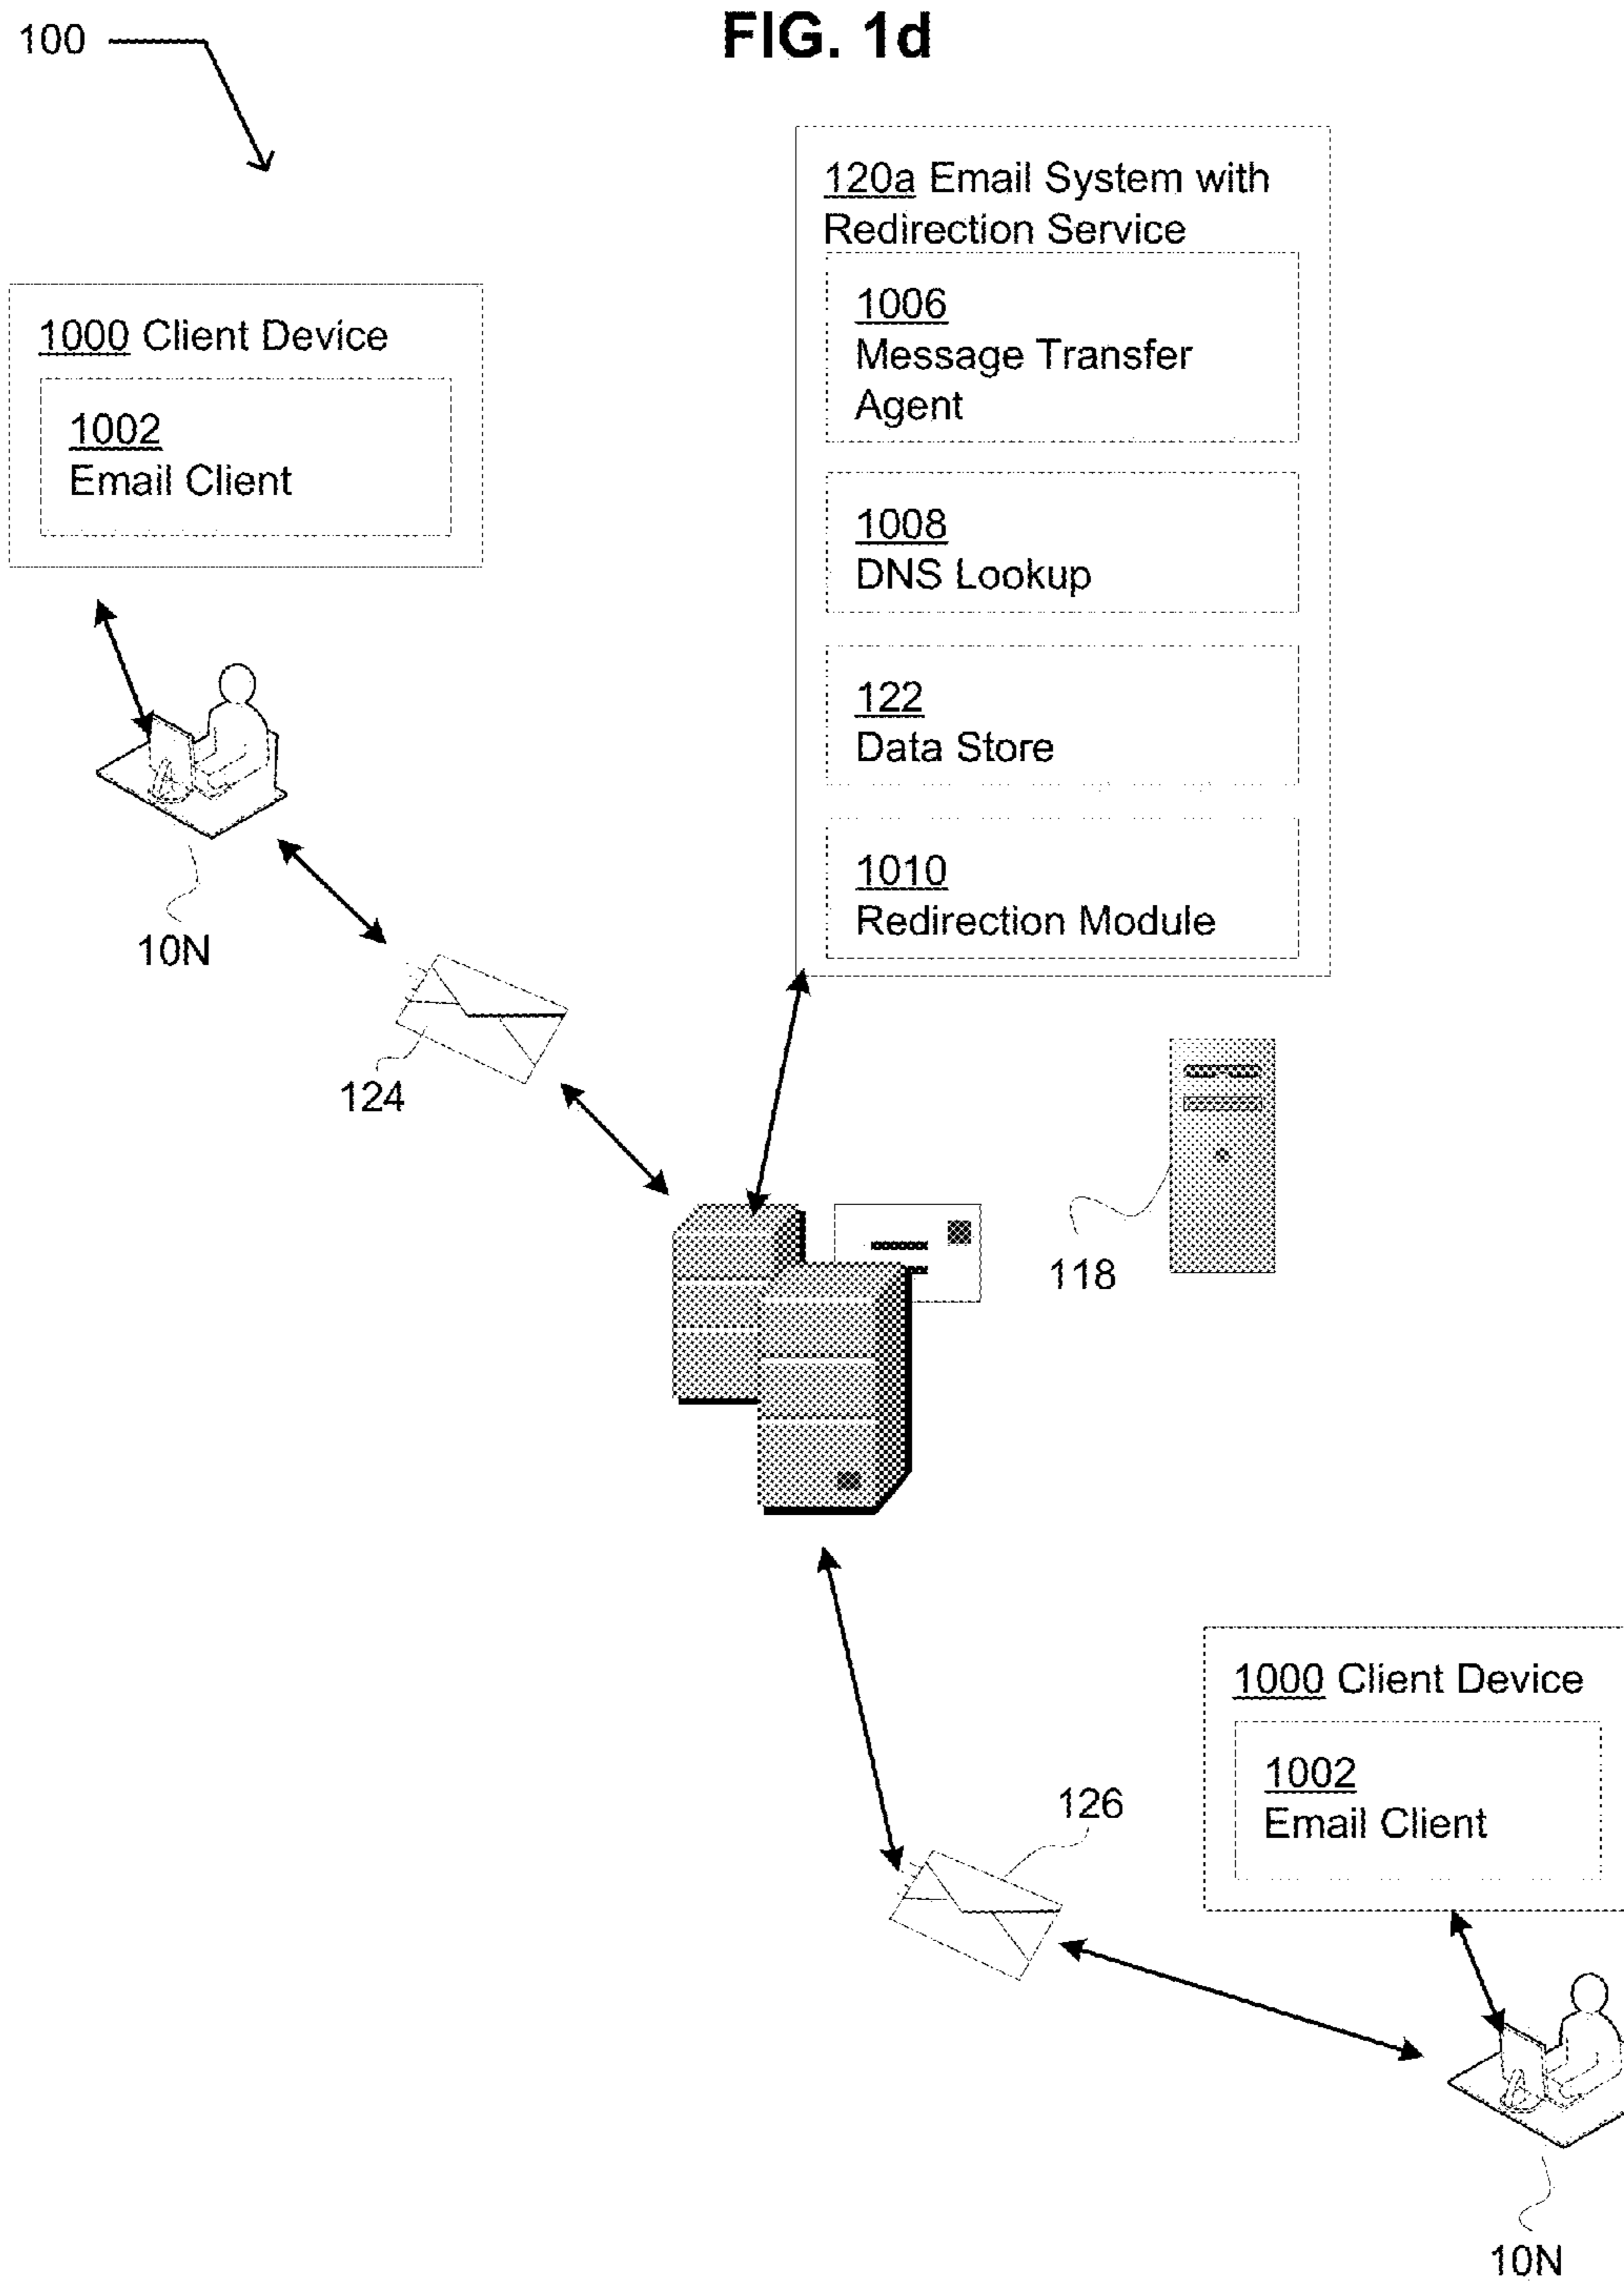 FIG. 1d
100
120a Email System with
Redirection Service
1006
Message Transfer
Agent
1008
DNS Lookup
122
Data Store
1010
Redirection Module
1000 Client Device
1002
Email Client
10N
124
118
126
1000 Client Device
1002
Email Client
10N